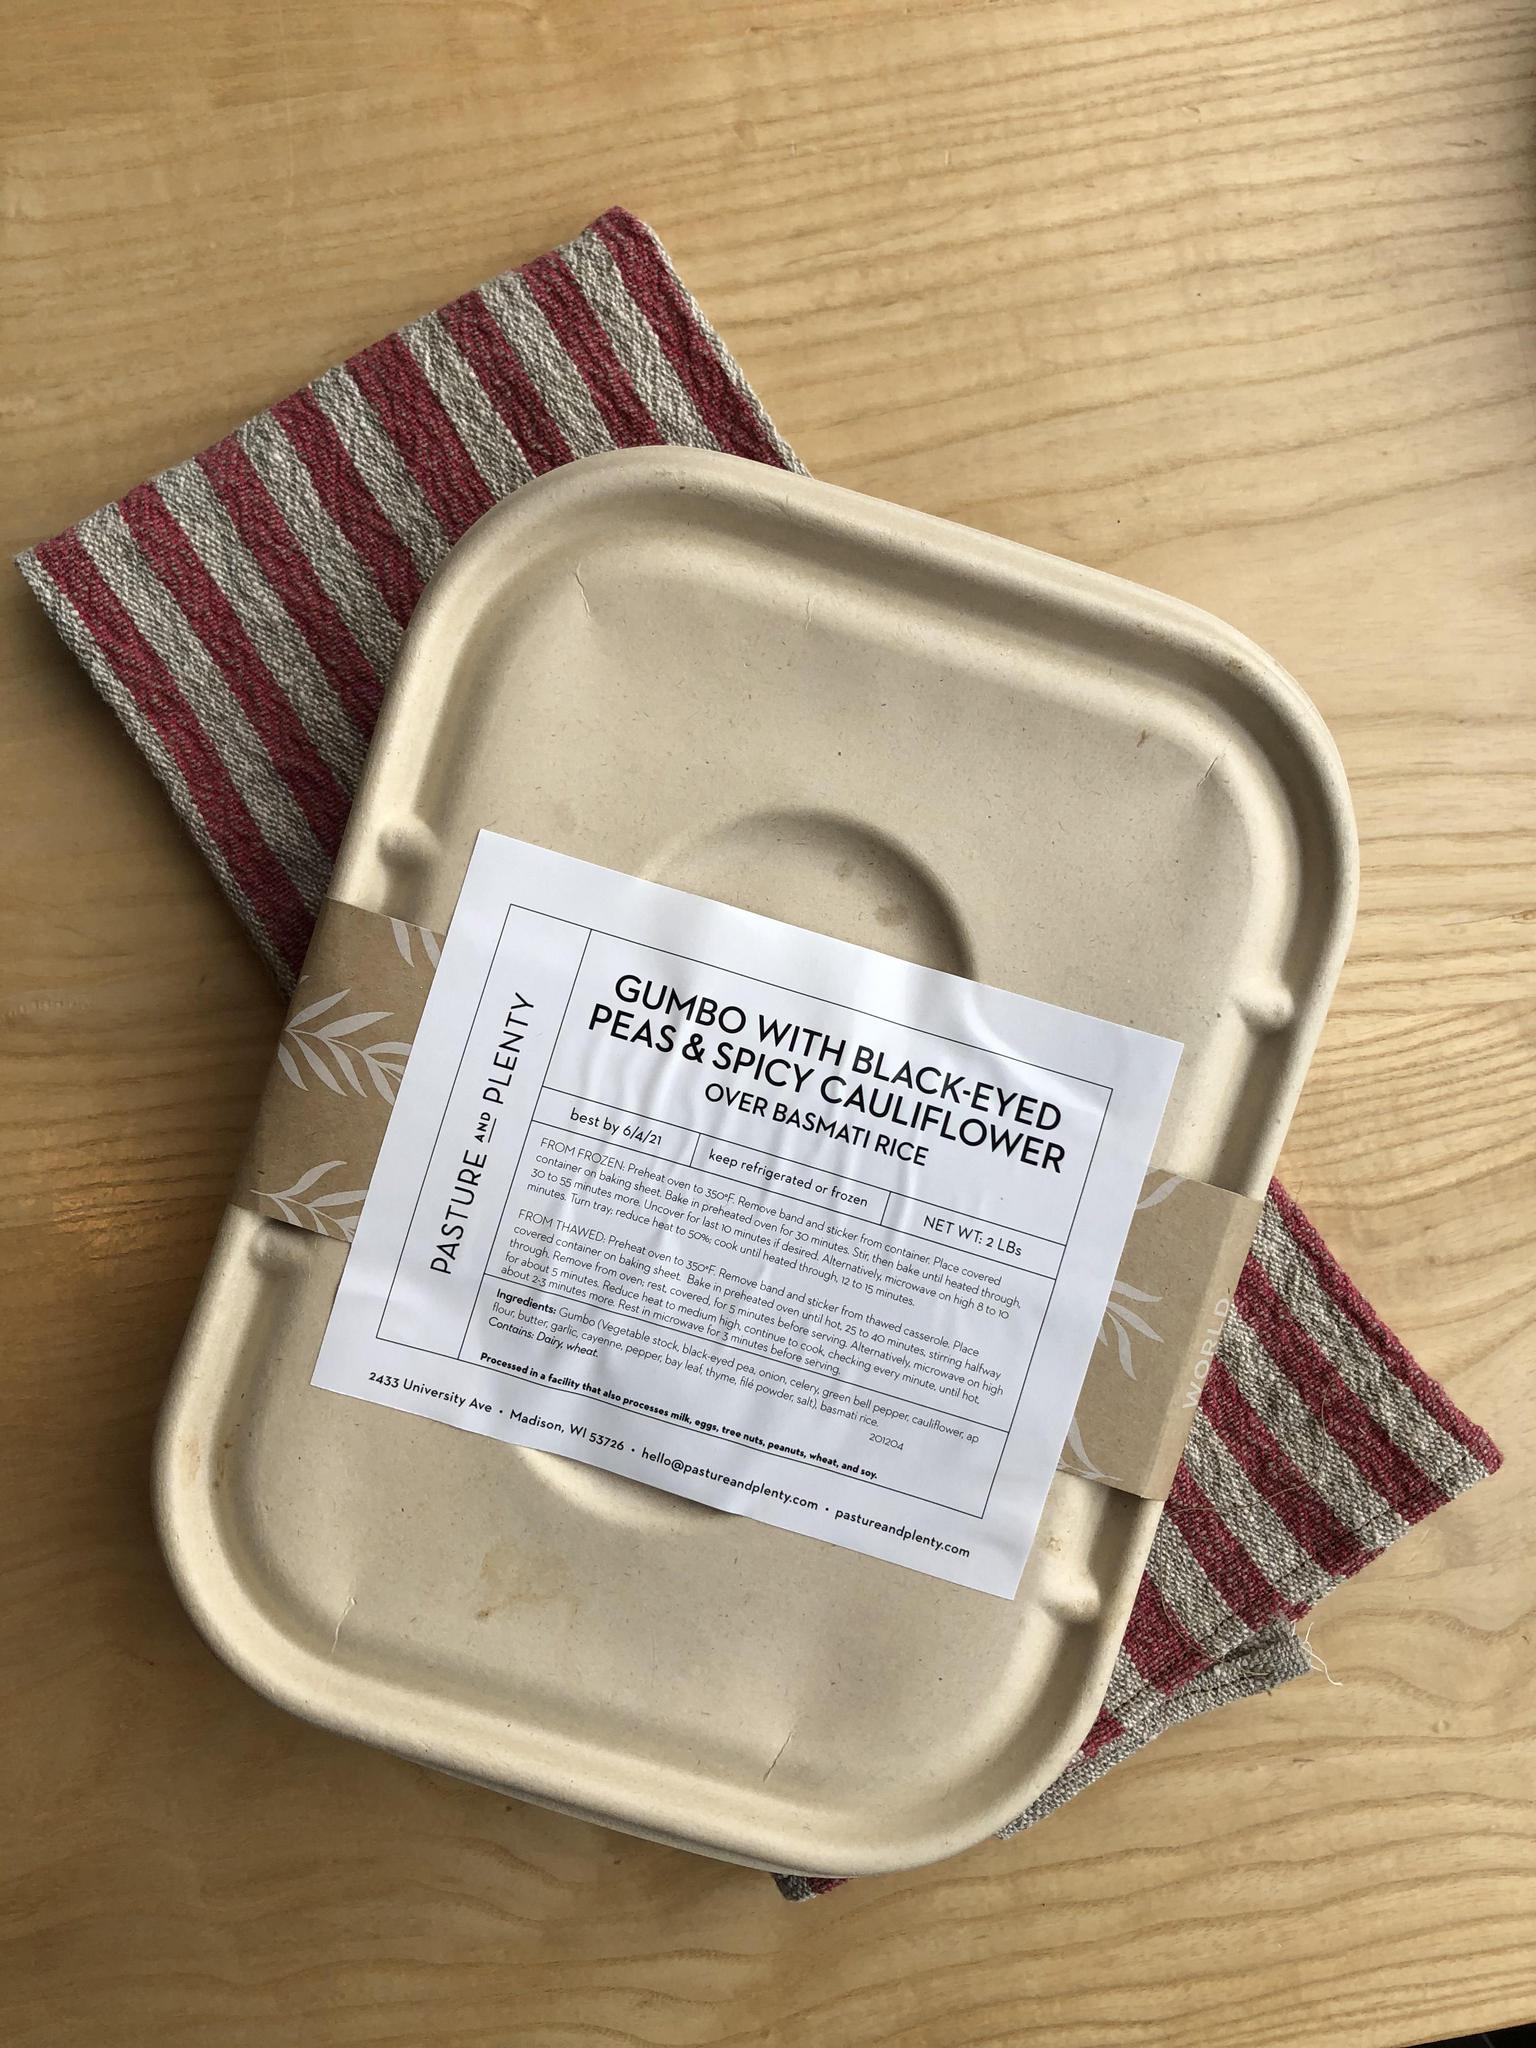 PASTURE AND PLENTY
GUMBO WITH BLACK-EYED
PEAS & SPICY CAULIFLOWER
OVER BASMATI RICE
best by 6/4/21
keep refrigerated or frozen
NET WT: 2 LBs
FROM FROZEN: Preheat oven to 350°F. Remove band and sticker from container. Place covered
container on baking sheet. Bake in preheated oven for 30 minutes. Stir, then bake until heated through,
30 to 55 minutes more. Uncover for last 10 minutes if desired. Alternatively, microwave on high 8 to 10
minutes. Turn tray; reduce heat to 50%; cook until heated through, 12 to 15 minutes.
FROM THAWED: Preheat oven to 350°F. Remove band and sticker from thawed casserole. Place
covered container on baking sheet. Bake in preheated oven until hot, 25 to 40 minutes, stirring halfway
through. Remove from oven; rest, covered, for 5 minutes before serving. Alternatively, microwave on high
for about 5 minutes. Reduce heat to medium high, continue to cook, checking every minute, until hot,
about 2-3 minutes more. Rest in microwave for 3 minutes before serving.
Ingredients: Gumbo (Vegetable stock, black-eyed pea, onion, celery, green bell pepper, cauliflower, ap
flour, butter, garlic, cayenne, pepper, bay leaf, thyme, filé powder, salt), basmati rice.
Contains: Dairy, wheat.
201204
Processed in a facility that also processes milk, eggs, tree nuts, peanuts, wheat, and soy.
2433 University Ave • Madison, WI 53726 • hello@pastureandplenty.com • pastureandplenty.com
WORLD